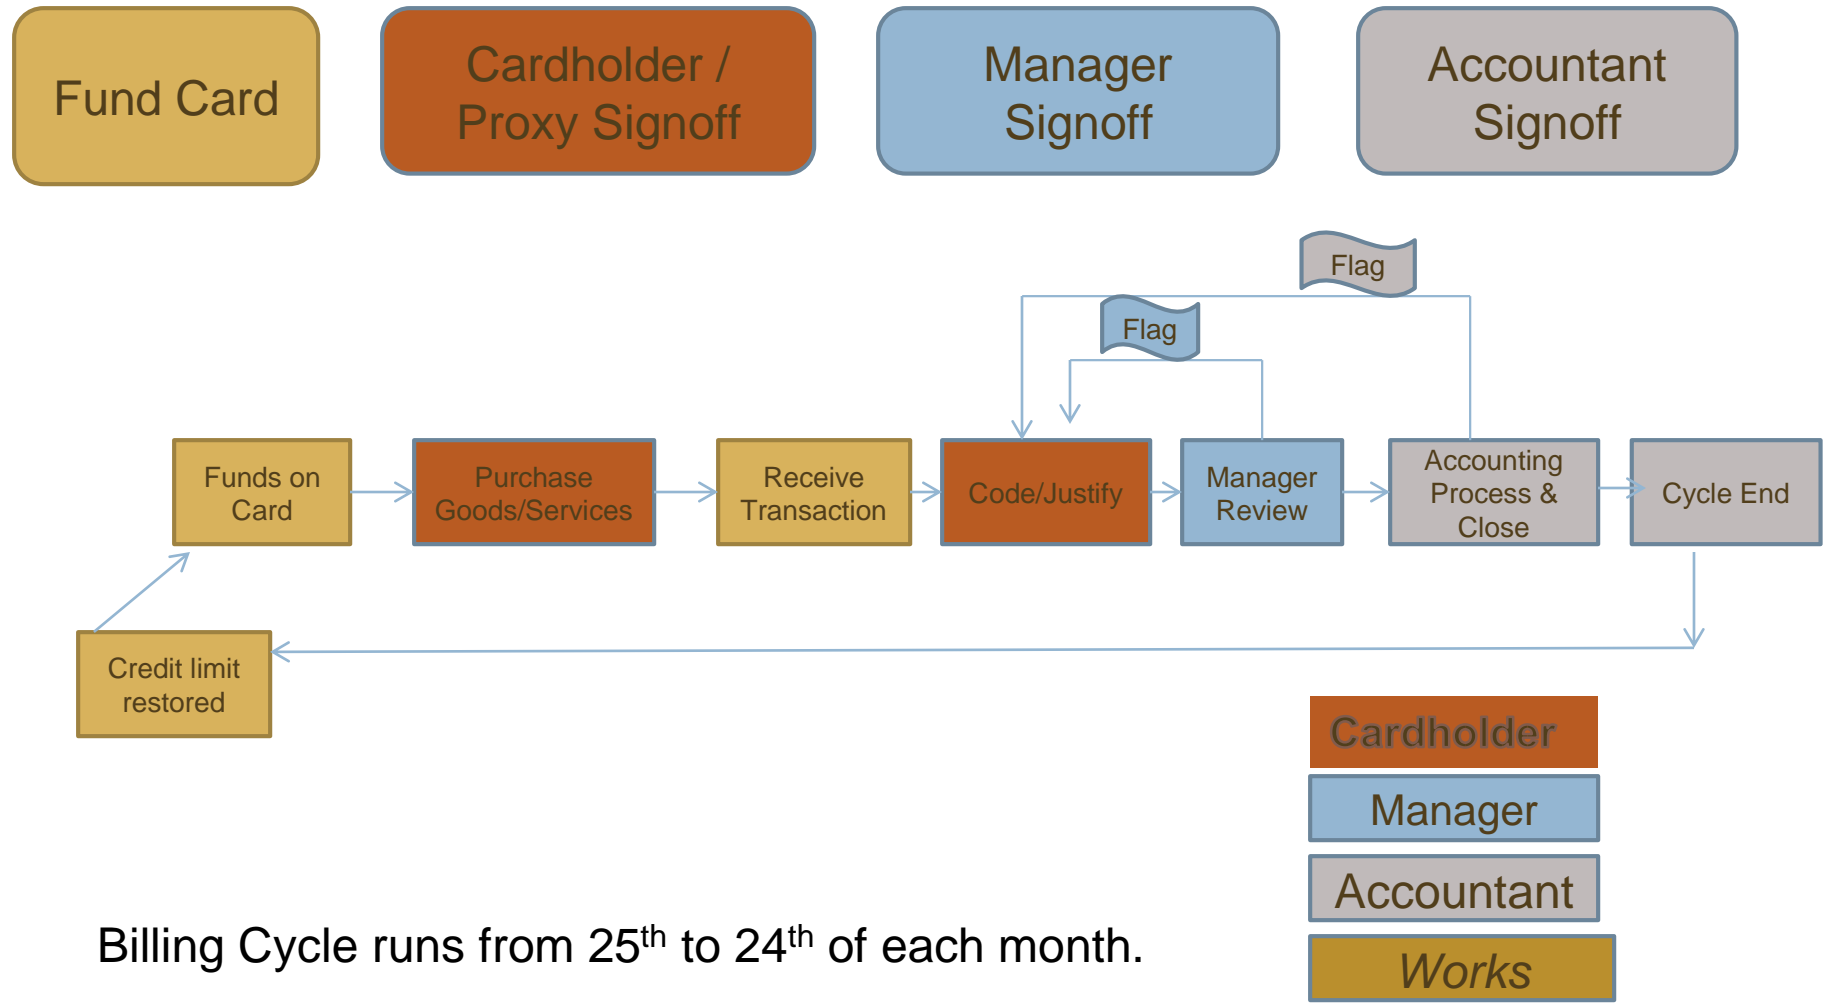 Fund Card
Cardholder /
Proxy Signoff
Manager
Signoff
Accountant
Signoff
Flag
Flag
Funds on
Card
Purchase
Goods/Services
Receive
Transaction
Code/Justify
Manager
Review
Accounting
Process &
Close
Cycle End
Credit limit
restored
Cardholder
Manager
Accountant
Works
Billing Cycle runs from 25th to 24th of each month.